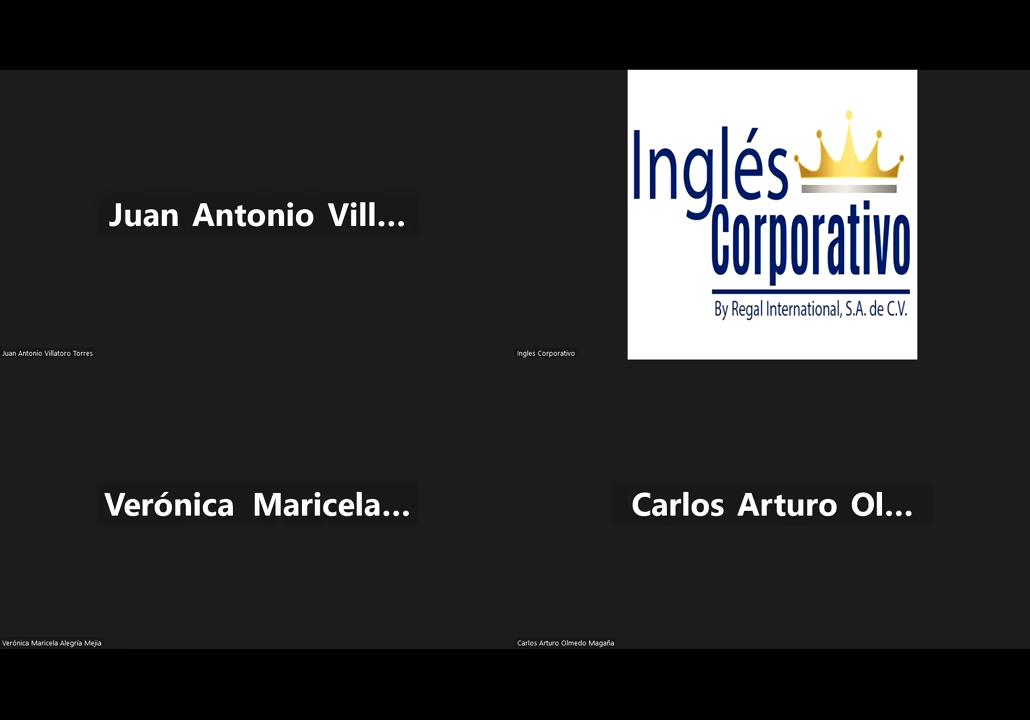 Juan Antonio Vill...
Juan Antonio Villatoro Torres
Inglés
Corporativo
By Regal International, S.A. de C.V.
Ingles Corporativo
Verónica Maricela...
Verónica Maricela Alegría Mejia
Carlos Arturo Ol...
Carlos Arturo Olmedo Magaña